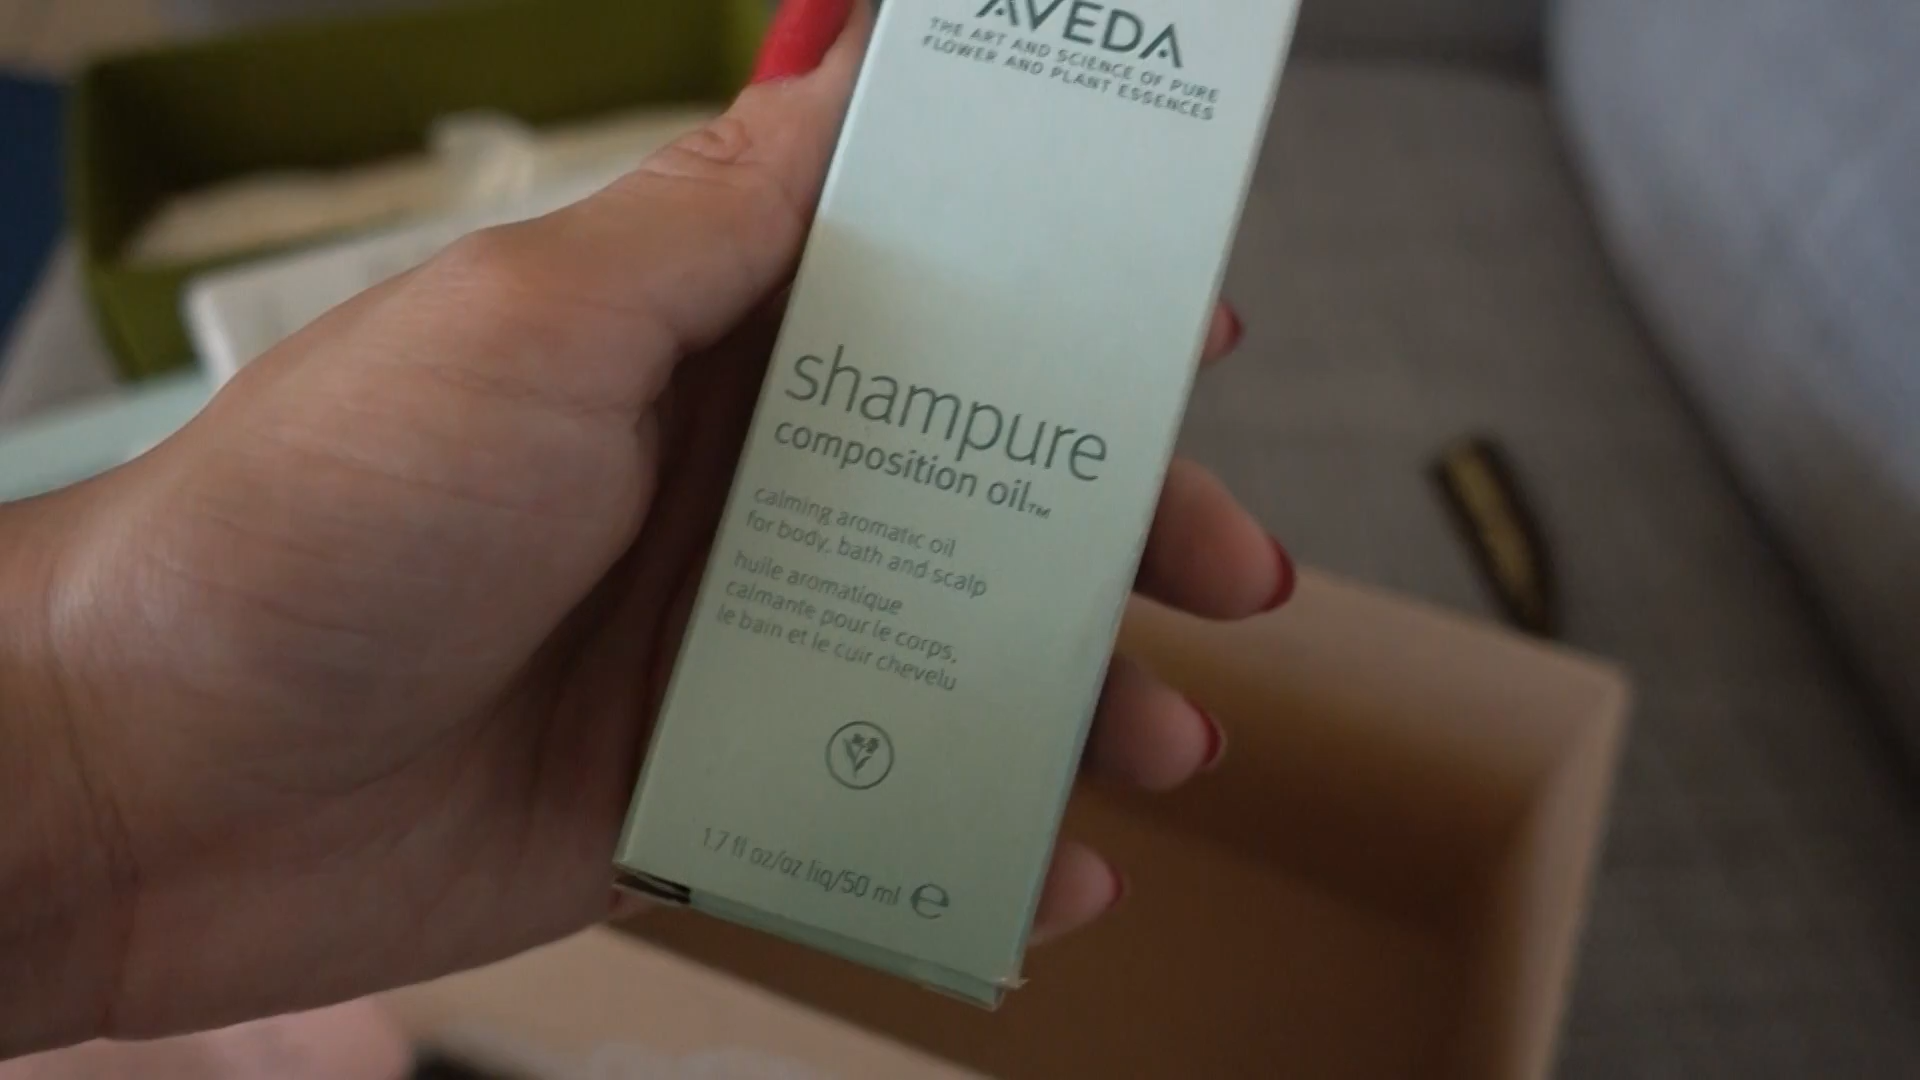 AVEDA
THE ART AND SCIENCE OF PURE
FLOWER AND PLANT ESSENCES
shampure
composition oil™
calming aromatic oil
for body, bath and scalp
huile aromatique
calmante pour le corps,
le bain et le cuir chevelu
1.7 fl oz/oz liq/50 ml ℮